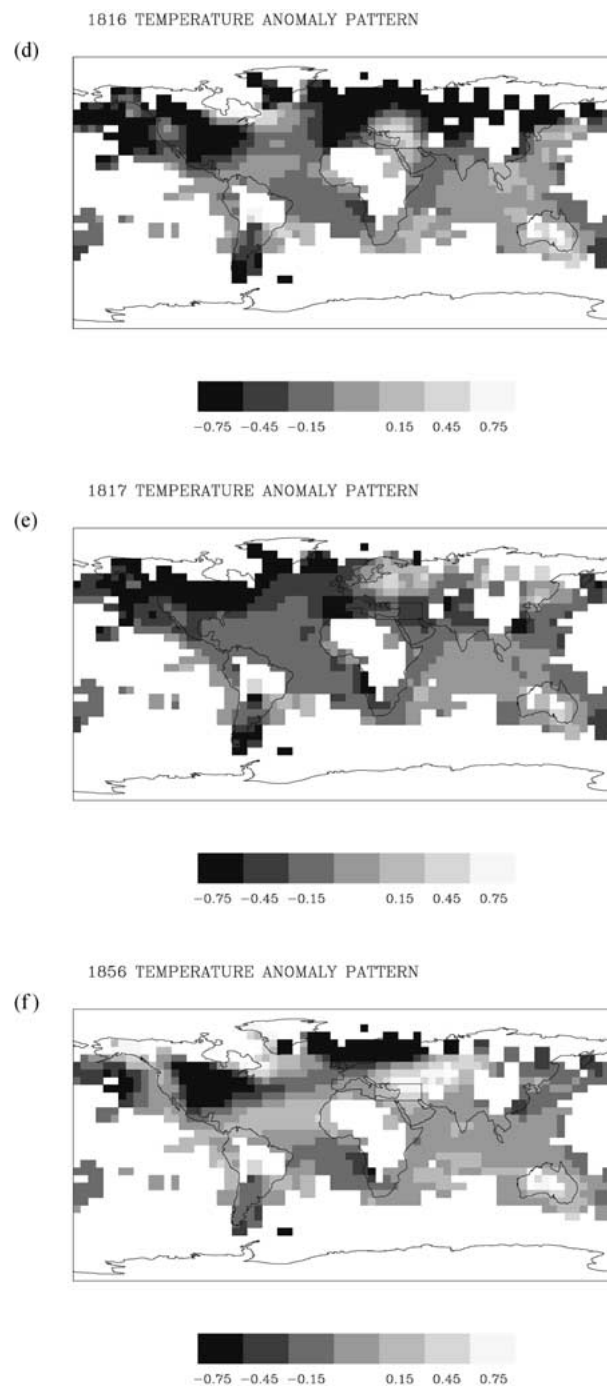 1816 TEMPERATURE ANOMALY PATTERN
(d)
−0.75 −0.45 −0.15 0.15 0.45 0.75
1817 TEMPERATURE ANOMALY PATTERN
(e)
−0.75 −0.45 −0.15 0.15 0.45 0.75
1856 TEMPERATURE ANOMALY PATTERN
(f)
−0.75 −0.45 −0.15 0.15 0.45 0.75